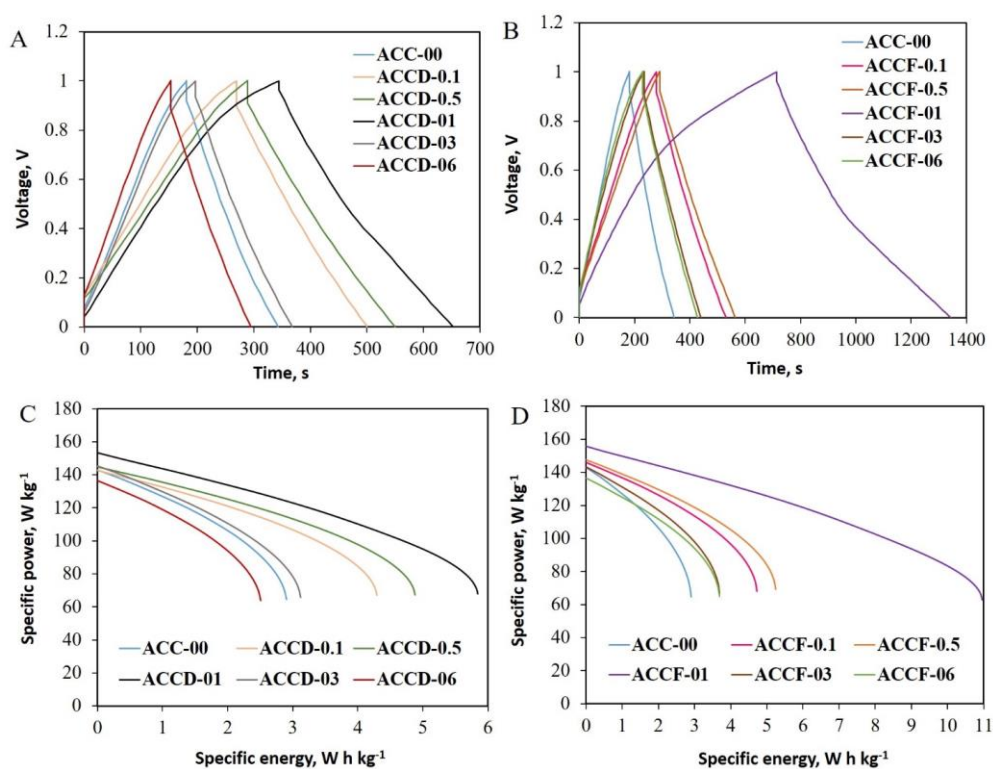 A
Voltage, V
1.2
1
0.8
0.6
0.4
0.2
0
0 100 200 300 400 500 600 700
Time, s
ACC-00
ACCD-0.1
ACCD-0.5
ACCD-01
ACCD-03
ACCD-06
B
Voltage, V
1.2
1
0.8
0.6
0.4
0.2
0
0 200 400 600 800 1000 1200 1400
Time, s
ACC-00
ACCF-0.1
ACCF-0.5
ACCF-01
ACCF-03
ACCF-06
C
Specific power, W kg⁻¹
180
160
140
120
100
80
60
40
20
0
0 1 2 3 4 5 6
Specific energy, W h kg⁻¹
ACC-00 ACCD-0.1 ACCD-0.5
ACCD-01 ACCD-03 ACCD-06
D
Specific power, W kg⁻¹
180
160
140
120
100
80
60
40
20
0
0 1 2 3 4 5 6 7 8 9 10 11
Specific energy, W h kg⁻¹
ACC-00 ACCF-0.1 ACCF-0.5
ACCF-01 ACCF-03 ACCF-06